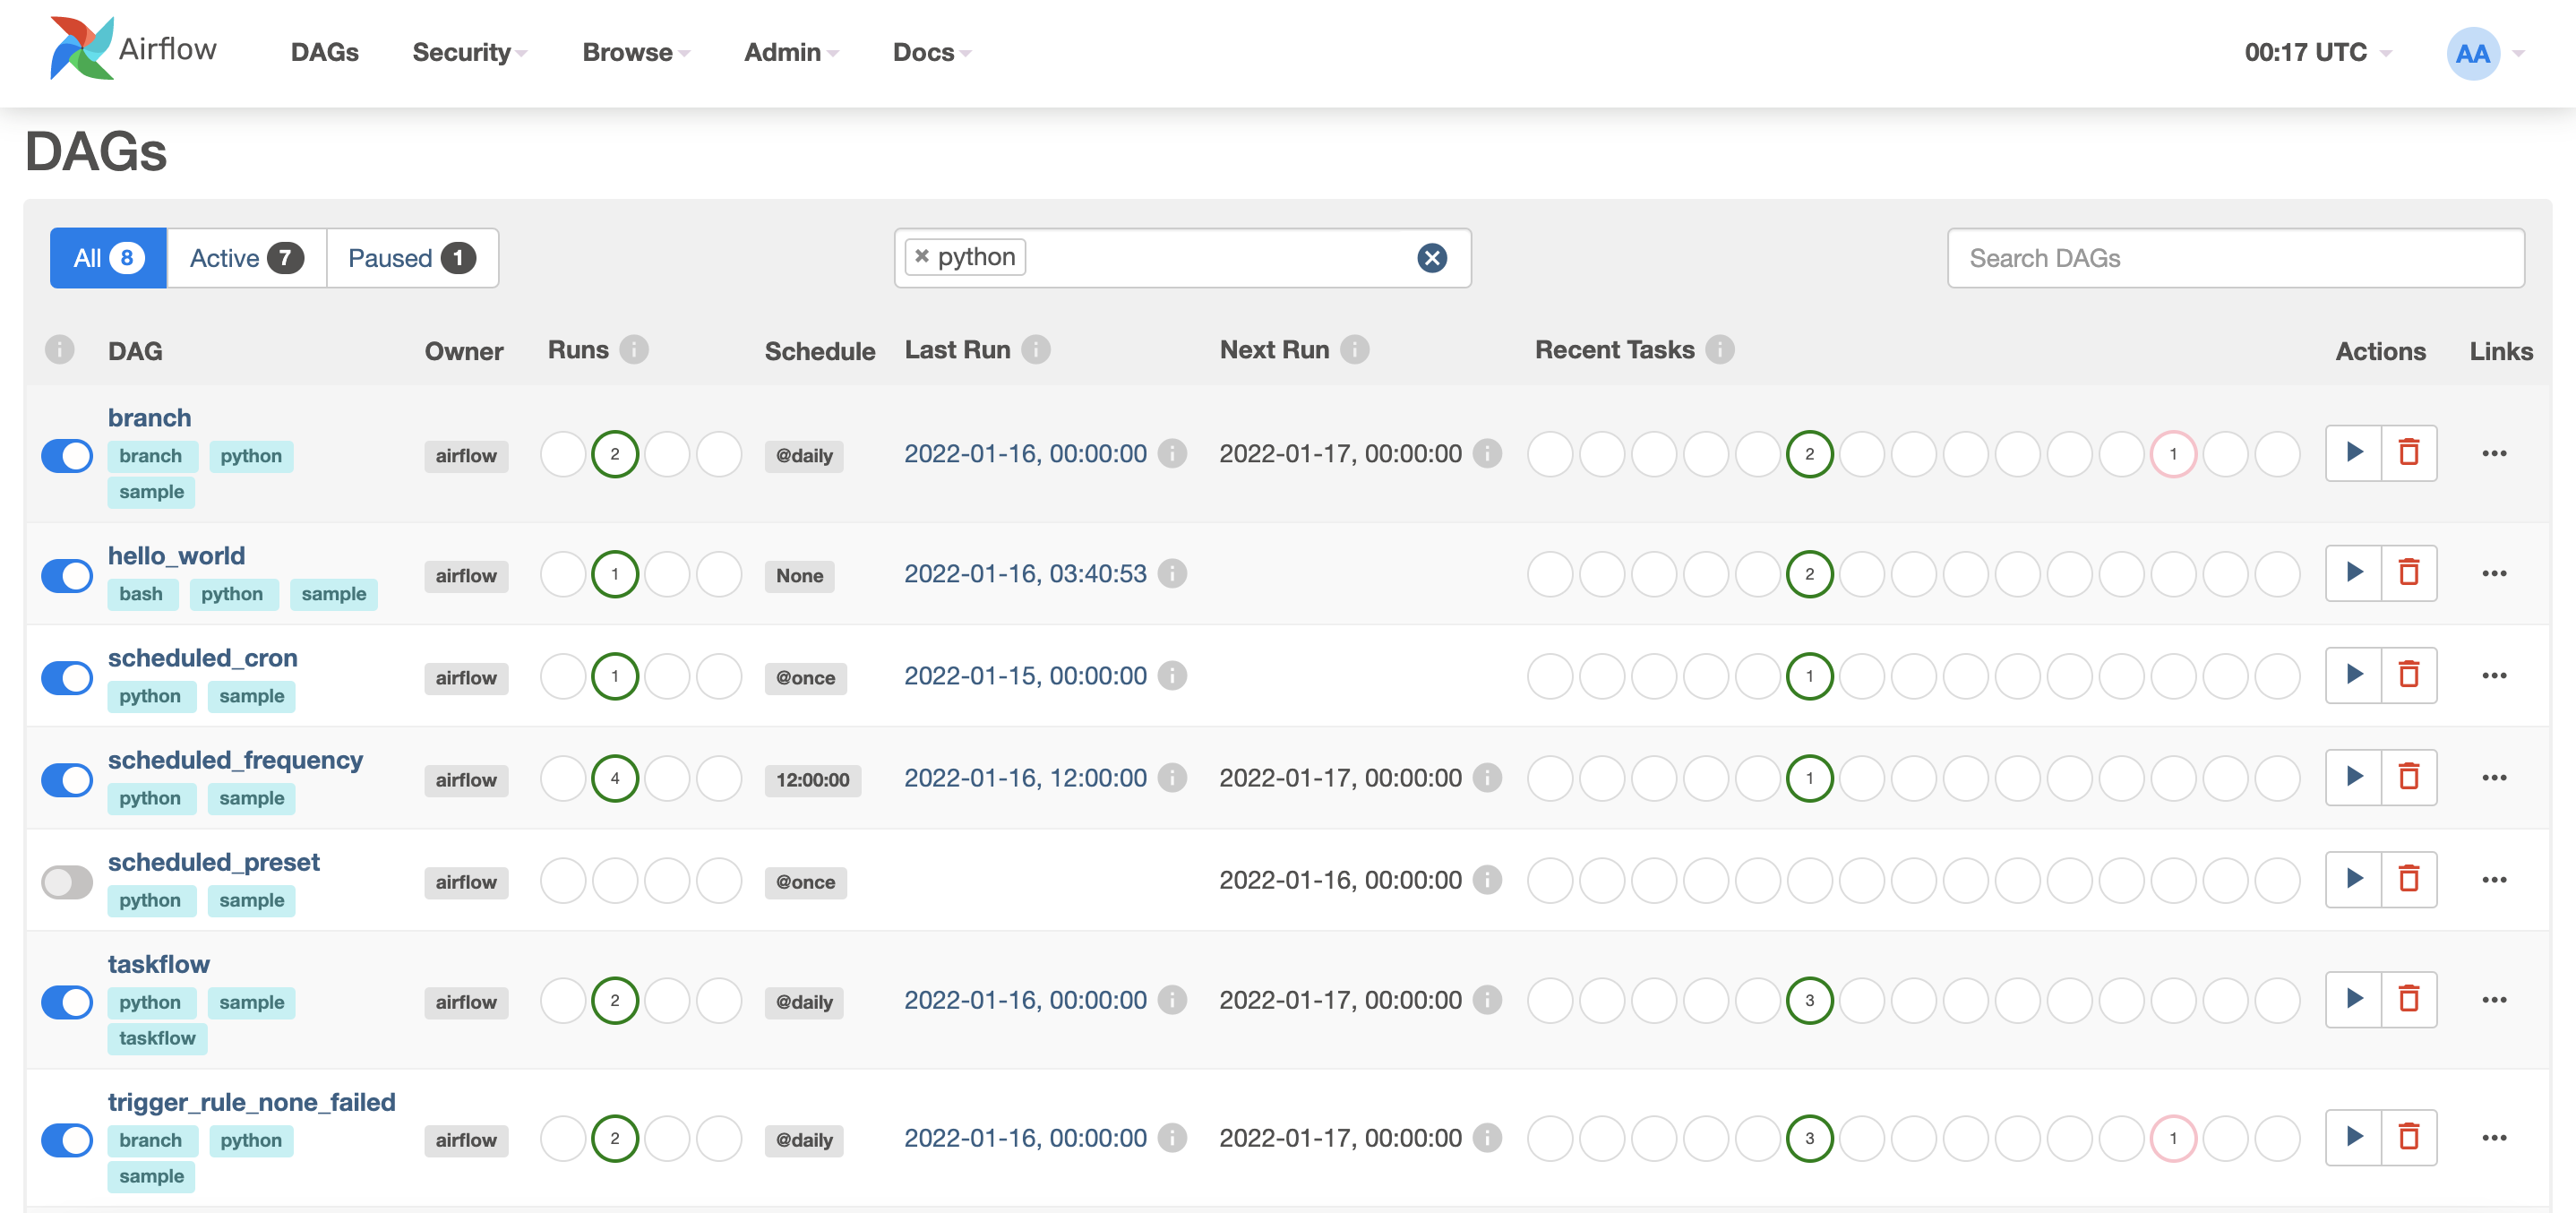 Airflow DAGs Security Browse Admin Docs 00:17 UTC AA
DAGs
All 8 Active 7 Paused 1 python Search DAGs
DAG Owner Runs Schedule Last Run Next Run Recent Tasks Actions Links
branch
branch python
sample
airflow 2 @daily 2022-01-16, 00:00:00 2022-01-17, 00:00:00 2 1
hello_world
bash python sample
airflow 1 None 2022-01-16, 03:40:53 2
scheduled_cron
python sample
airflow 1 @once 2022-01-15, 00:00:00 1
scheduled_frequency
python sample
airflow 4 12:00:00 2022-01-16, 12:00:00 2022-01-17, 00:00:00 1
scheduled_preset
python sample
airflow @once 2022-01-16, 00:00:00
taskflow
python sample
taskflow
airflow 2 @daily 2022-01-16, 00:00:00 2022-01-17, 00:00:00 3
trigger_rule_none_failed
branch python
sample
airflow 2 @daily 2022-01-16, 00:00:00 2022-01-17, 00:00:00 3 1